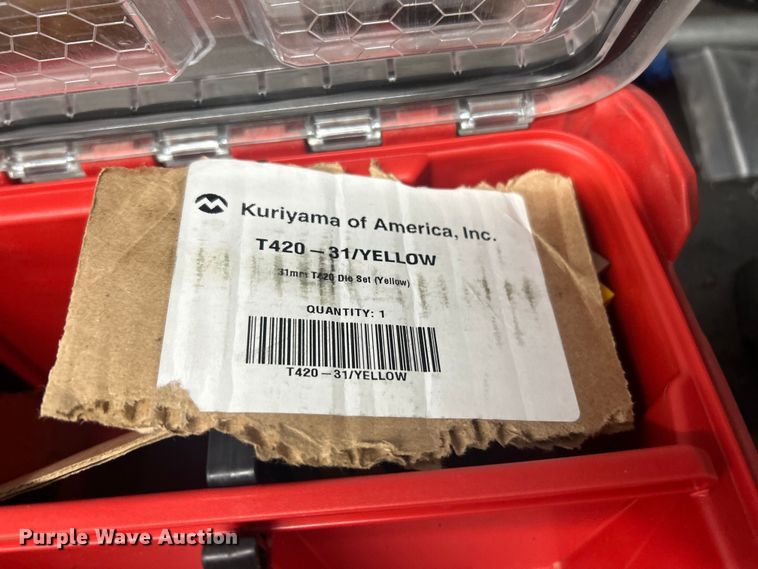 Kuriyama of America, Inc.
T420-31/YELLOW
31mm T420 Die Set (Yellow)
QUANTITY: 1
T420-31/YELLOW
Purple Wave Auction